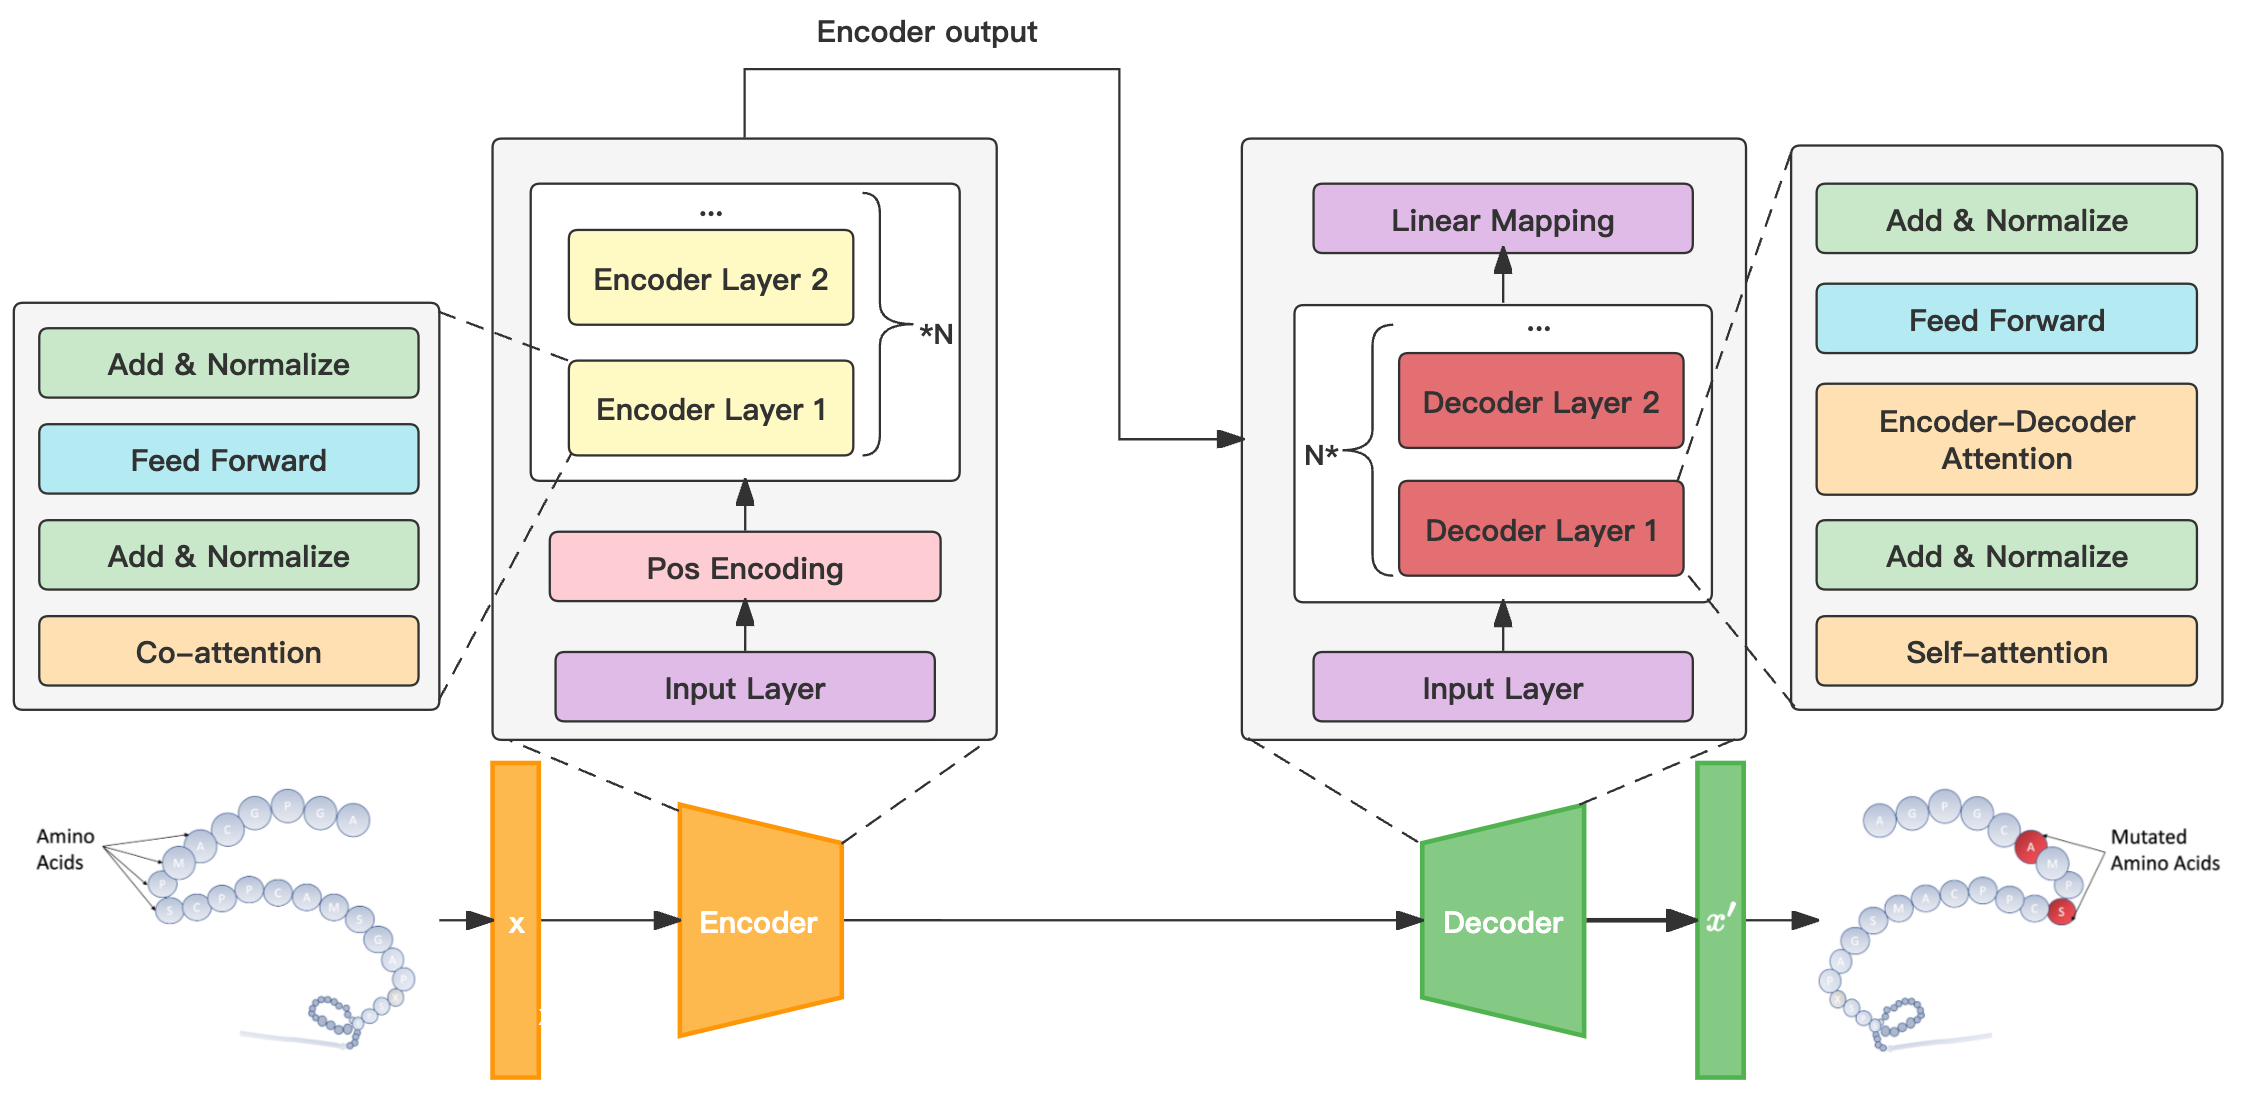 Encoder output
...
Encoder Layer 2
Encoder Layer 1
*N
Pos Encoding
Input Layer
Add & Normalize
Feed Forward
Add & Normalize
Co-attention
Linear Mapping
...
Decoder Layer 2
Decoder Layer 1
N*
Input Layer
Add & Normalize
Feed Forward
Encoder-Decoder
Attention
Add & Normalize
Self-attention
Amino
Acids
A
G
P
G
C
A
M
P
S
C
P
P
C
A
M
S
G
A
P
x
Encoder
Decoder
x′
A
G
P
G
C
A
M
P
S
C
P
P
C
A
M
S
G
A
P
Mutated
Amino Acids